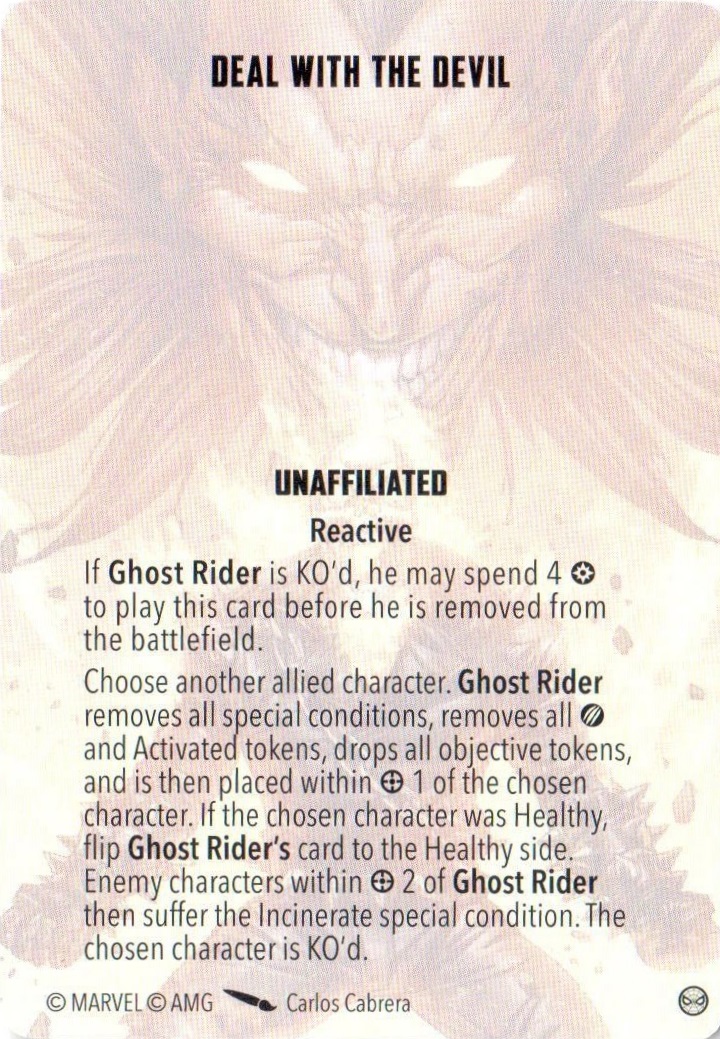 DEAL WITH THE DEVIL
UNAFFILIATED
Reactive
If Ghost Rider is KO'd, he may spend 4
to play this card before he is removed from
the battlefield.
Choose another allied character. Ghost Rider
removes all special conditions, removes all
and Activated tokens, drops all objective tokens,
and is then placed within 1 of the chosen
character. If the chosen character was Healthy,
flip Ghost Rider's card to the Healthy side.
Enemy characters within 2 of Ghost Rider
then suffer the Incinerate special condition. The
chosen character is KO'd.
© MARVEL © AMG Carlos Cabrera